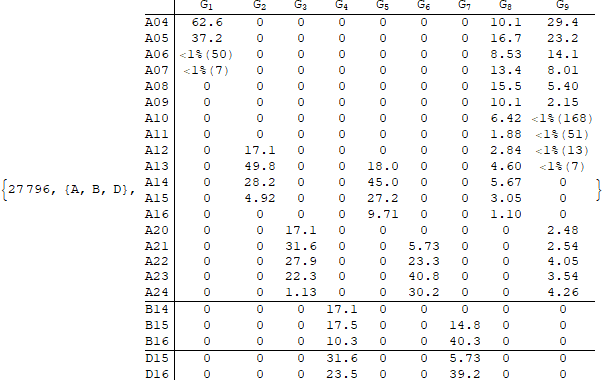 G1 G2 G3 G4 G5 G6 G7 G8 G9
A04 62.6 0 0 0 0 0 0 10.1 29.4
A05 37.2 0 0 0 0 0 0 16.7 23.2
A06 <1%(50) 0 0 0 0 0 0 8.53 14.1
A07 <1%(7) 0 0 0 0 0 0 13.4 8.01
A08 0 0 0 0 0 0 0 15.5 5.40
A09 0 0 0 0 0 0 0 10.1 2.15
A10 0 0 0 0 0 0 0 6.42 <1%(168)
A11 0 0 0 0 0 0 0 1.88 <1%(51)
A12 0 17.1 0 0 0 0 0 2.84 <1%(13)
A13 0 49.8 0 0 18.0 0 0 4.60 <1%(7)
{27796, {A, B, D}, A14 0 28.2 0 0 45.0 0 0 5.67 0 }
A15 0 4.92 0 0 27.2 0 0 3.05 0
A16 0 0 0 0 9.71 0 0 1.10 0
A20 0 0 17.1 0 0 0 0 0 2.48
A21 0 0 31.6 0 0 5.73 0 0 2.54
A22 0 0 27.9 0 0 23.3 0 0 4.05
A23 0 0 22.3 0 0 40.8 0 0 3.54
A24 0 0 1.13 0 0 30.2 0 0 4.26
B14 0 0 0 17.1 0 0 0 0 0
B15 0 0 0 17.5 0 0 14.8 0 0
B16 0 0 0 10.3 0 0 40.3 0 0
D15 0 0 0 31.6 0 0 5.73 0 0
D16 0 0 0 23.5 0 0 39.2 0 0